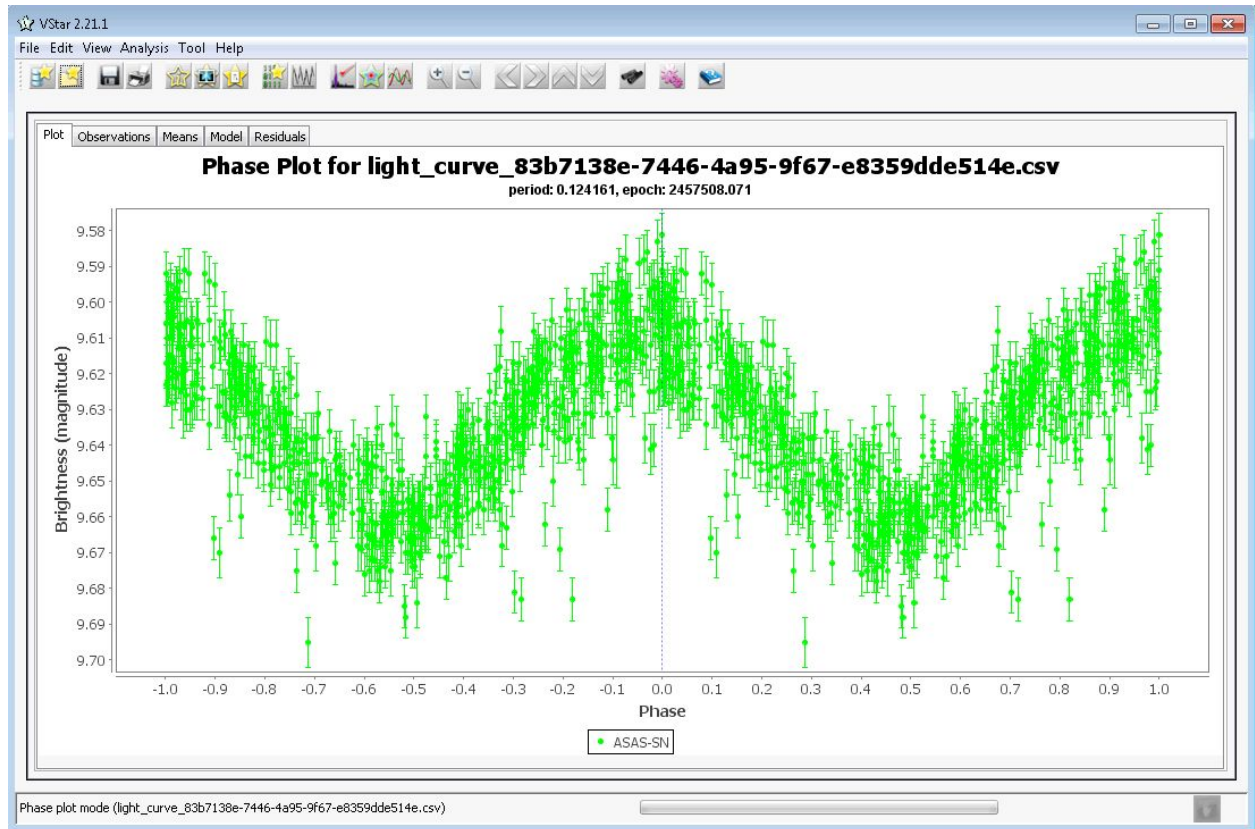 VStar 2.21.1
File Edit View Analysis Tool Help
Plot Observations Means Model Residuals
Phase Plot for light_curve_83b7138e-7446-4a95-9f67-e8359dde514e.csv
period: 0.124161, epoch: 2457508.071
Brightness (magnitude)
9.58
9.59
9.60
9.61
9.62
9.63
9.64
9.65
9.66
9.67
9.68
9.69
9.70
-1.0 -0.9 -0.8 -0.7 -0.6 -0.5 -0.4 -0.3 -0.2 -0.1 0.0 0.1 0.2 0.3 0.4 0.5 0.6 0.7 0.8 0.9 1.0
Phase
ASAS-SN
Phase plot mode (light_curve_83b7138e-7446-4a95-9f67-e8359dde514e.csv)